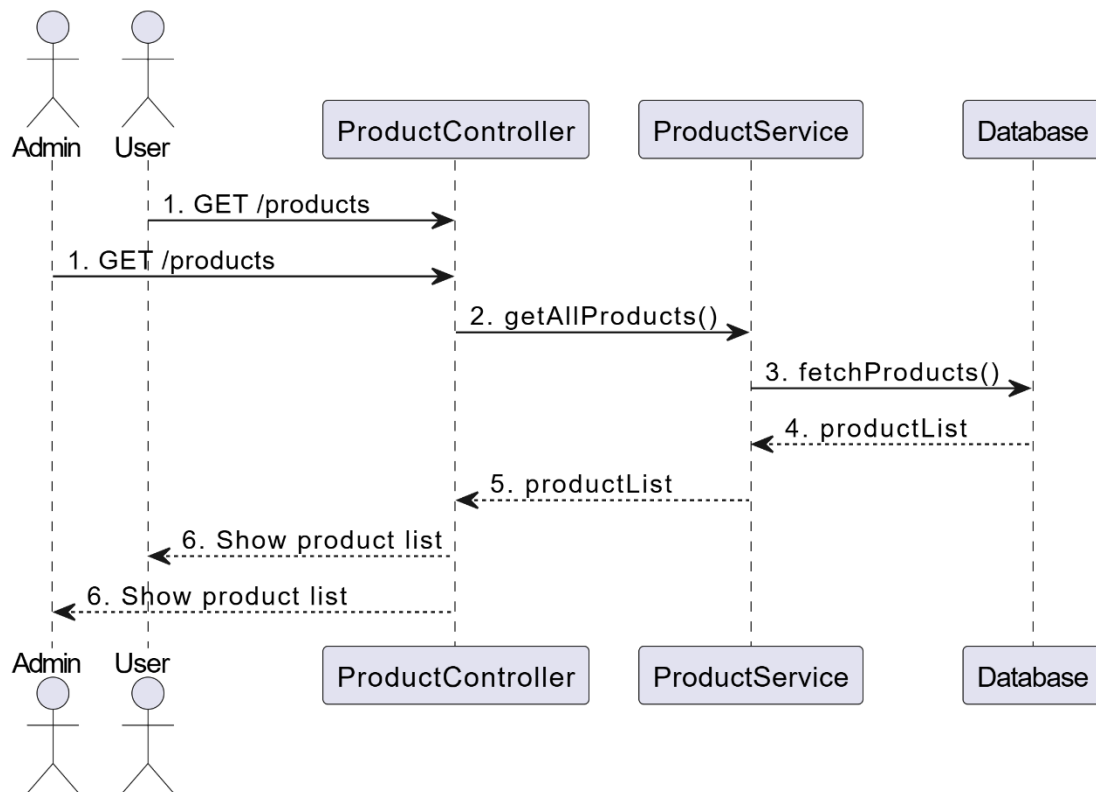 Admin
User
ProductController
ProductService
Database
1. GET /products
1. GET /products
2. getAllProducts()
3. fetchProducts()
4. productList
5. productList
6. Show product list
6. Show product list
Admin
User
ProductController
ProductService
Database